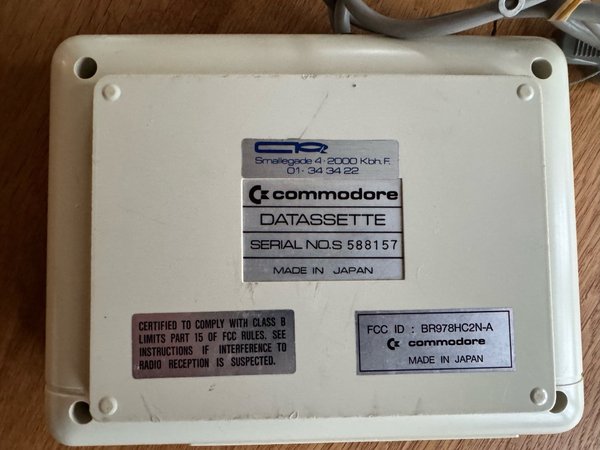 Smallegade 4 · 2000 Kbh. F.
01 · 34 34 22
commodore
DATASSETTE
SERIAL NO.S 588157
MADE IN JAPAN
CERTIFIED TO COMPLY WITH CLASS B
LIMITS PART 15 OF FCC RULES. SEE
INSTRUCTIONS IF INTERFERENCE TO
RADIO RECEPTION IS SUSPECTED.
FCC ID : BR978HC2N-A
commodore
MADE IN JAPAN